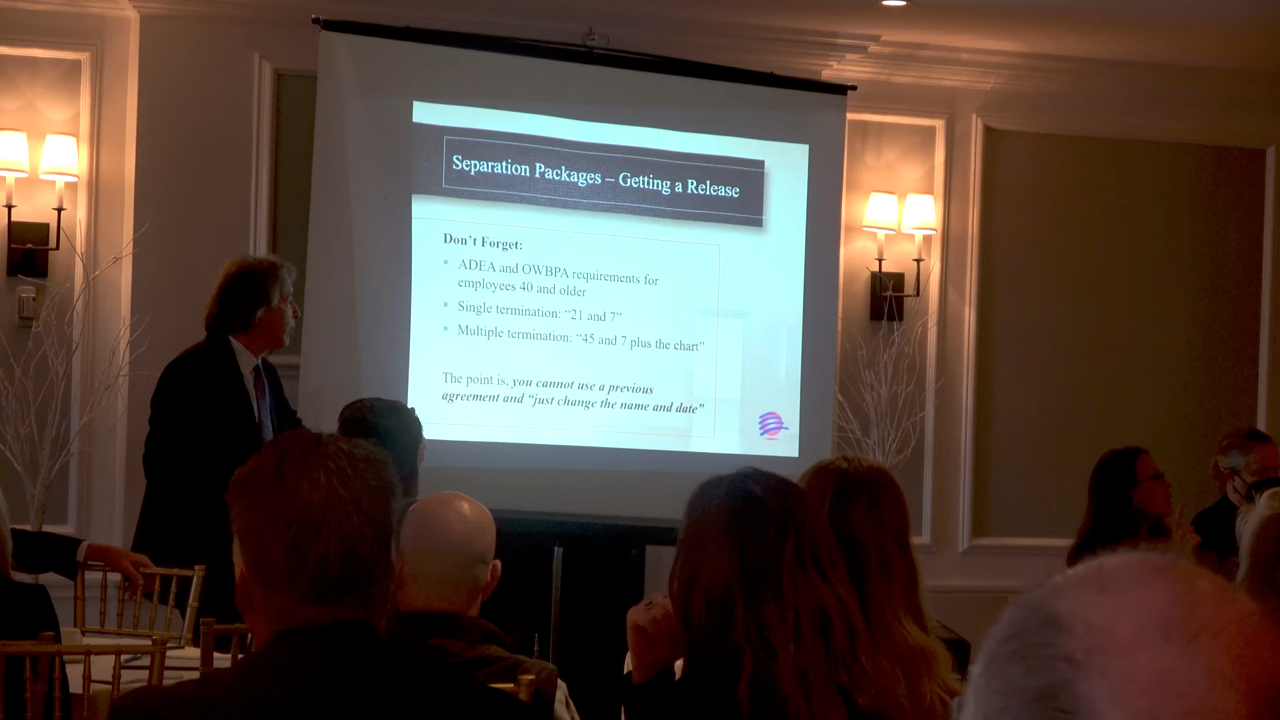 Separation Packages – Getting a Release
Don't Forget:
ADEA and OWBPA requirements for
employees 40 and older
Single termination: “21 and 7”
Multiple termination: “45 and 7 plus the chart”
The point is, you cannot use a previous
agreement and “just change the name and date”